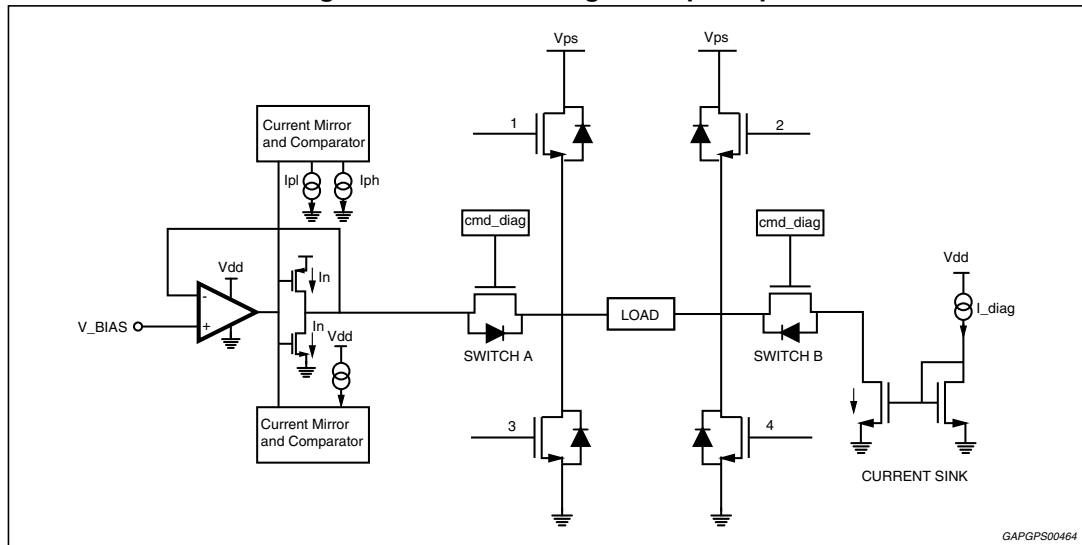 Vps
Vps
1
2
Current Mirror
and Comparator
Ipl
Iph
cmd_diag
cmd_diag
Vdd
Vdd
In
I_diag
-
V_BIAS
+
In
Vdd
LOAD
SWITCH A
SWITCH B
Current Mirror
and Comparator
3
4
CURRENT SINK
GAPGPS00464